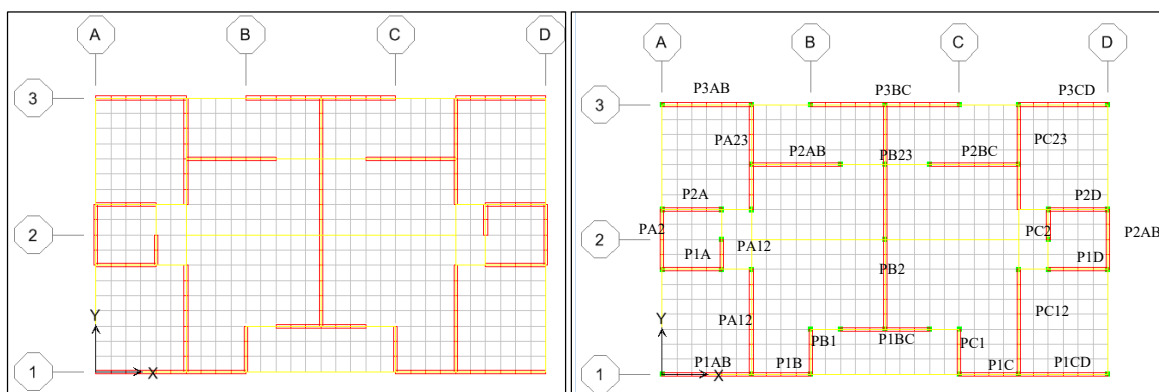 A B C D
3
2
Y
1
X
A B C D
P3AB P3BC P3CD
3
PA23 PC23
P2AB PB23 P2BC
P2A P2D
2
PA2 PA12 PC2 P2AB
P1A P1D
PB2
PA12 PC12
Y
PB1 P1BC PC1
P1AB P1B P1C P1CD
1
X